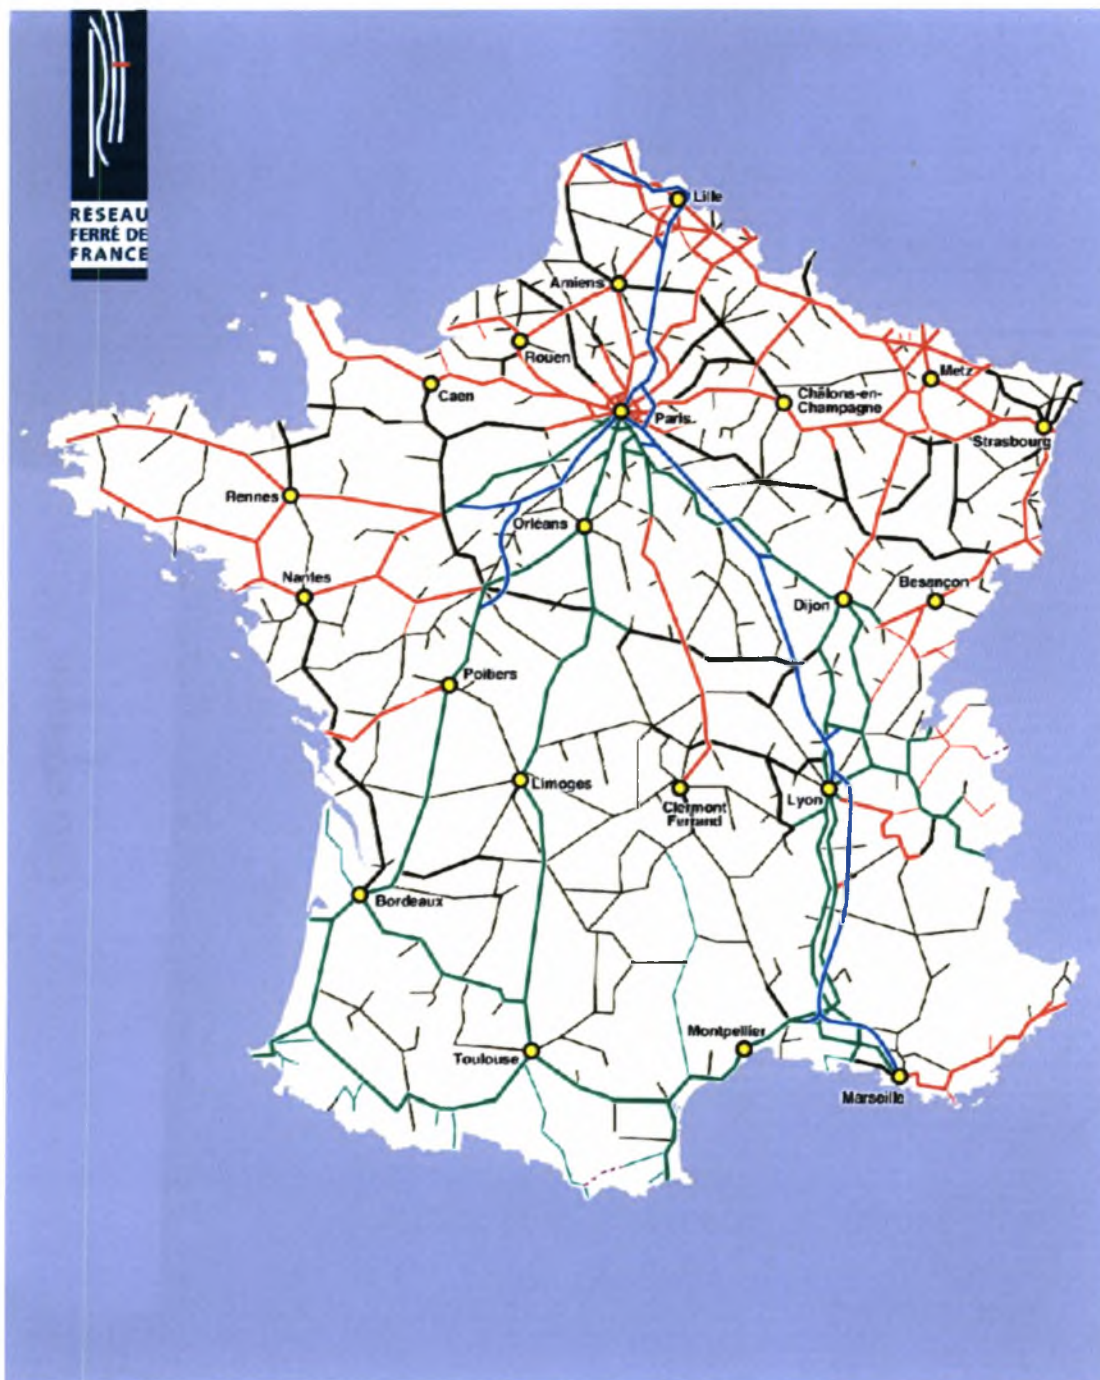 RESEAU
FERRÉ DE
FRANCE
Lille
Amiens
Rouen
Caen
Metz
Châlons-en-
Champagne
Paris
Strasbourg
Rennes
Orléans
Nantes
Besançon
Dijon
Poitiers
Limoges
Clermont
Ferrand
Lyon
Bordeaux
Montpellier
Toulouse
Marseille